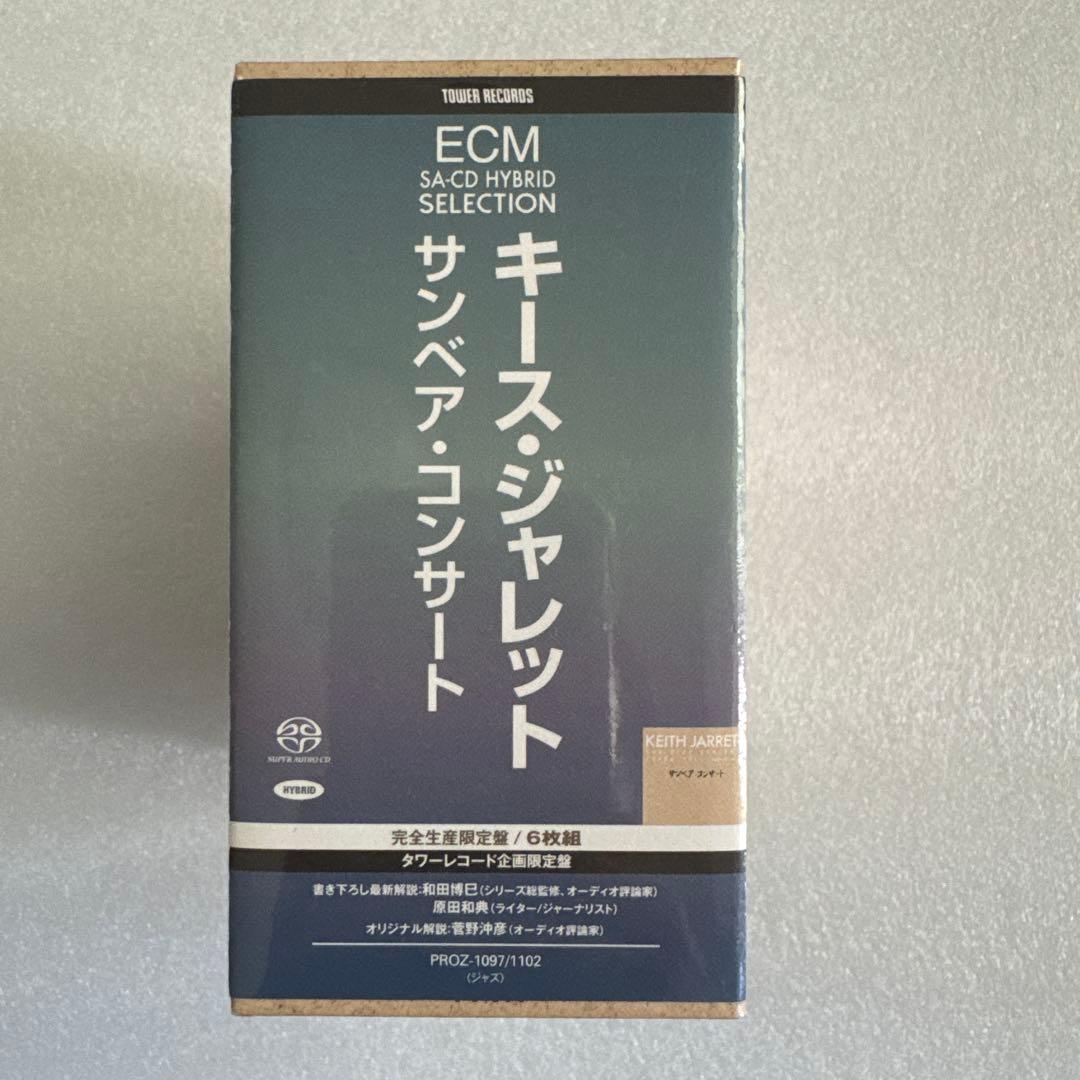 TOWER RECORDS
ECM
SA-CD HYBRID
SELECTION
キース・ジャレット
サンベア・コンサート
SUPER AUDIO CD
HYBRID
KEITH JARRET
サンベア コンサート
完全生産限定盤 / 6枚組
タワーレコード企画限定盤
書き下ろし最新解説:和田博巳(シリーズ総監修、オーディオ評論家)
原田和典(ライター/ジャーナリスト)
オリジナル解説:菅野沖彦(オーディオ評論家)
PROZ-1097/1102
(ジャズ)